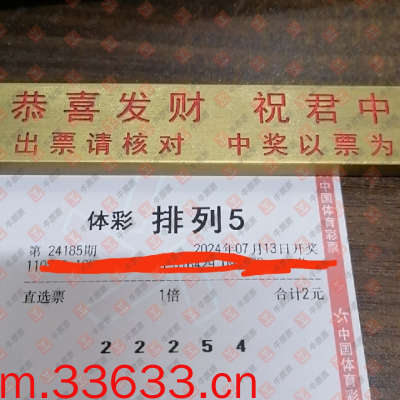 恭喜发财 祝君中
出票请核对 中奖以票为
中国体育彩票
体彩 排列5
第 24185期 2024年07月13日开奖
直选票 1倍 合计2元
2 2 2 5 4
中国体育彩票
m.33633.cn